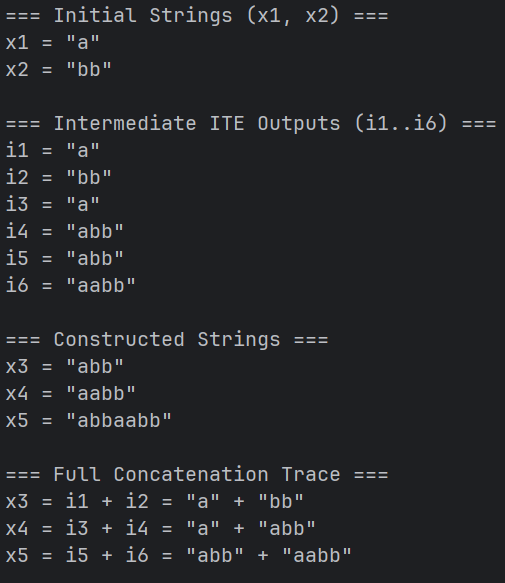 === Initial Strings (x1, x2) ===
x1 = "a"
x2 = "bb"
=== Intermediate ITE Outputs (i1..i6) ===
i1 = "a"
i2 = "bb"
i3 = "a"
i4 = "abb"
i5 = "abb"
i6 = "aabb"
=== Constructed Strings ===
x3 = "abb"
x4 = "aabb"
x5 = "abbaabb"
=== Full Concatenation Trace ===
x3 = i1 + i2 = "a" + "bb"
x4 = i3 + i4 = "a" + "abb"
x5 = i5 + i6 = "abb" + "aabb"